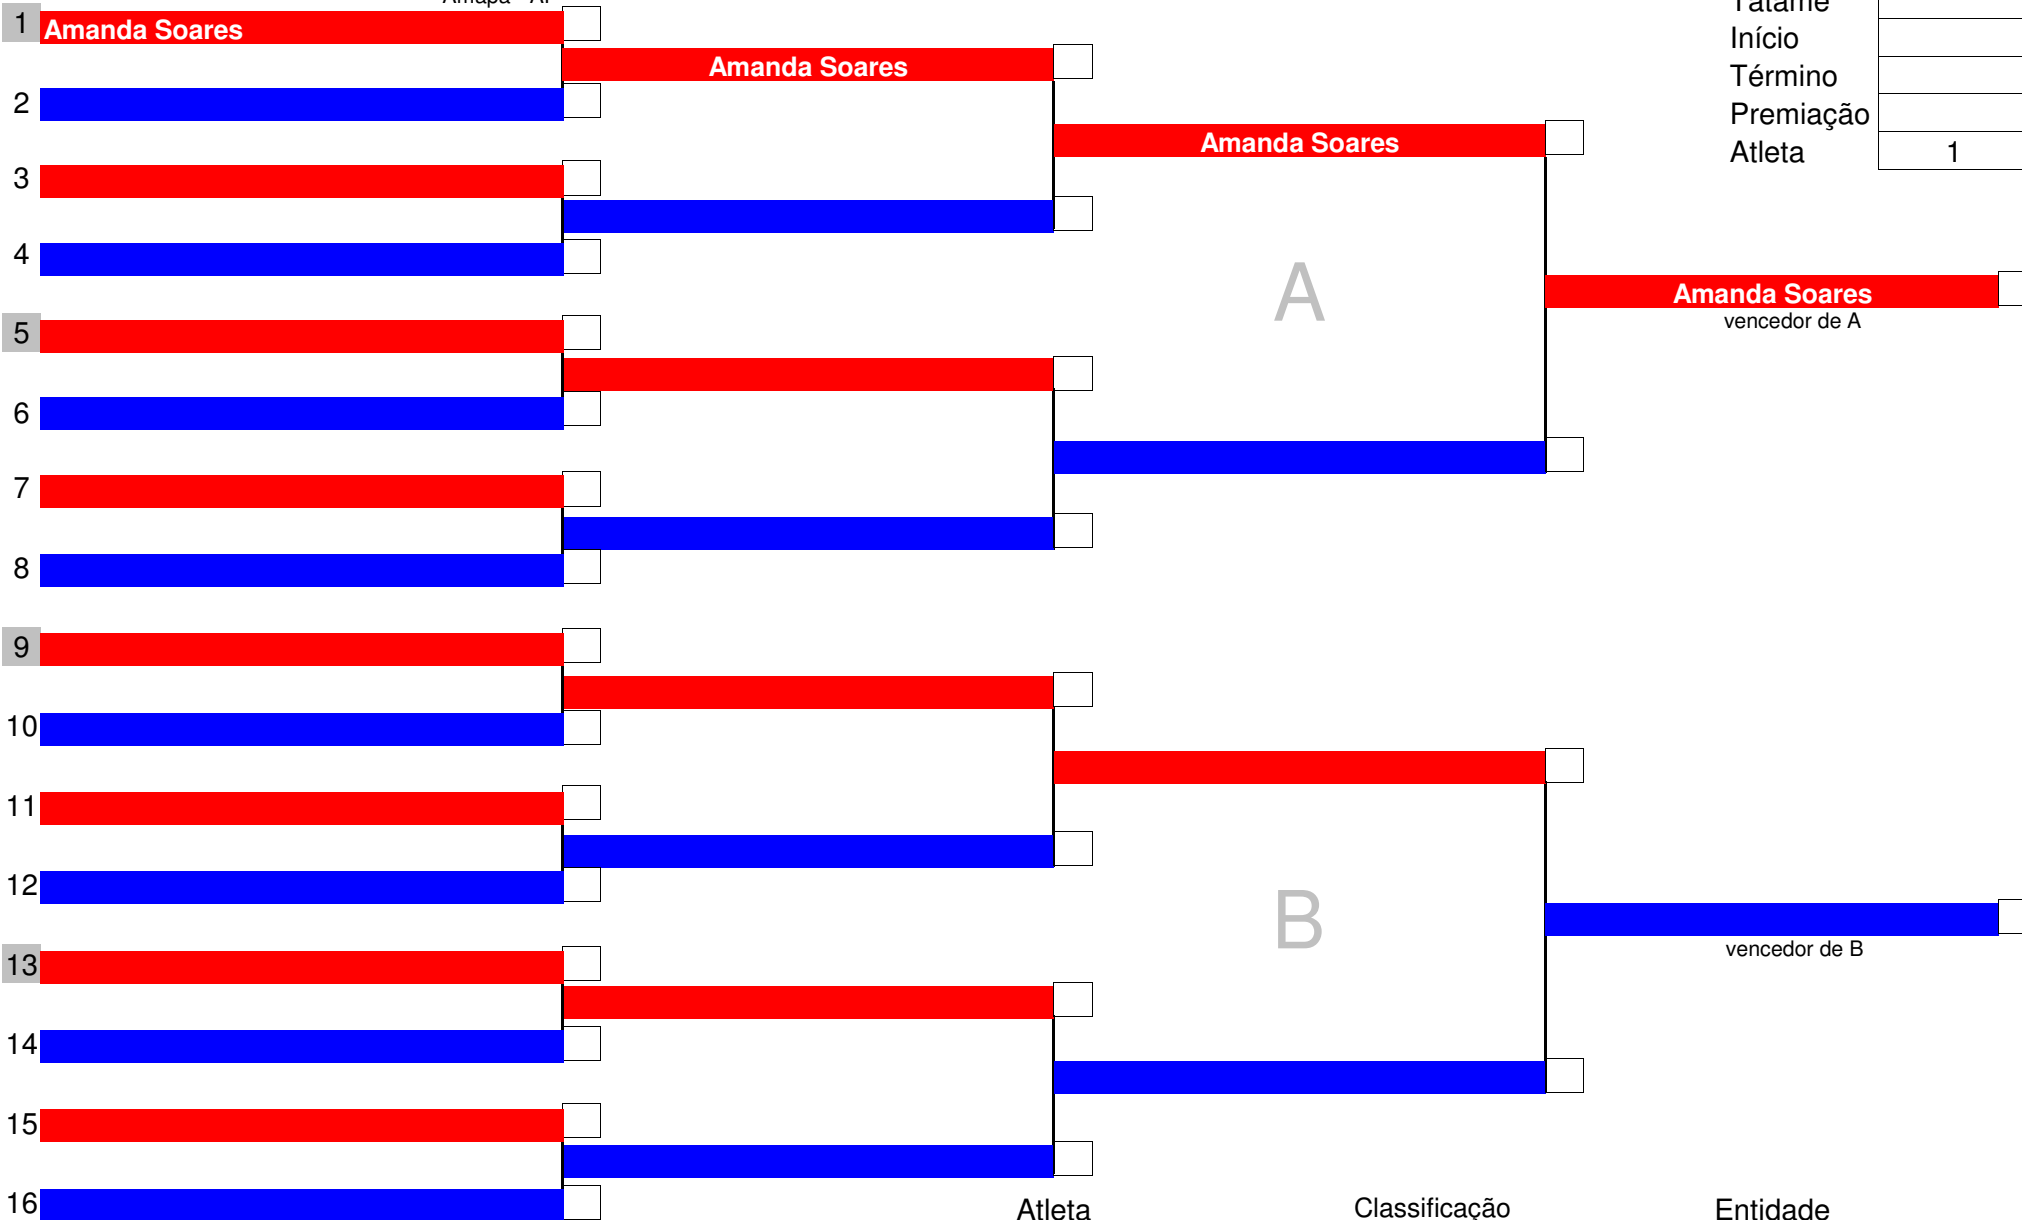 Tatame
1 Amanda Soares
Amanda Soares
Início
Término
2
Premiação
Amanda Soares
Atleta 1
3
4
A
Amanda Soares
vencedor de A
5
6
7
8
9
10
11
12
B
vencedor de B
13
14
15
16
Atleta Classificação Entidade